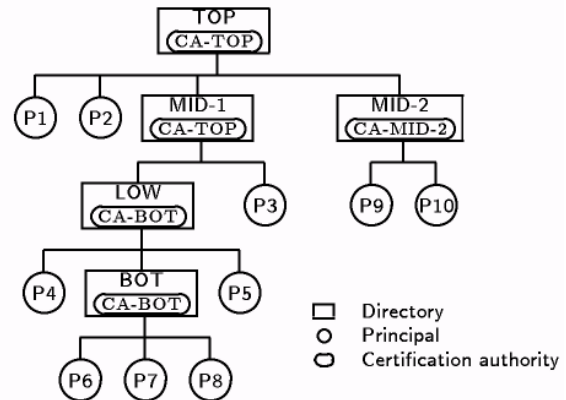 TOP
CA-TOP
P1
P2
MID-1
CA-TOP
MID-2
CA-MID-2
LOW
CA-BOT
P3
P9
P10
P4
BOT
CA-BOT
P5
Directory
Principal
Certification authority
P6
P7
P8